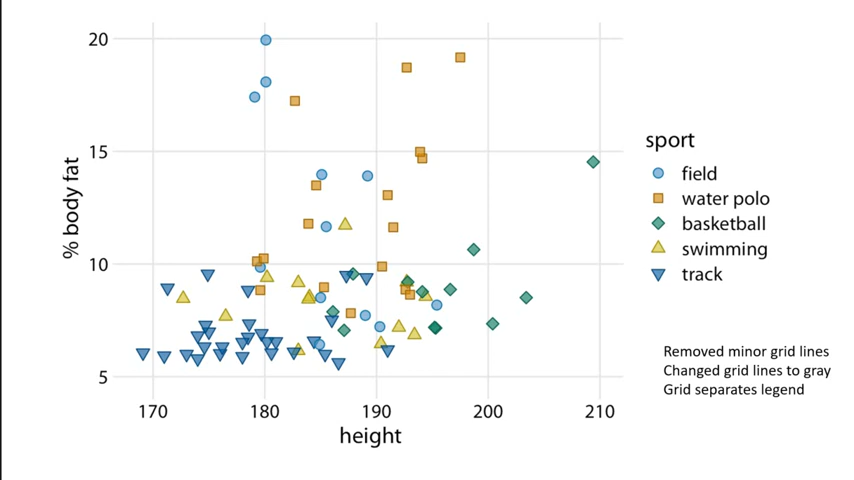 20
15
10
5
% body fat
170 180 190 200 210
height
sport
field
water polo
basketball
swimming
track
Removed minor grid lines
Changed grid lines to gray
Grid separates legend